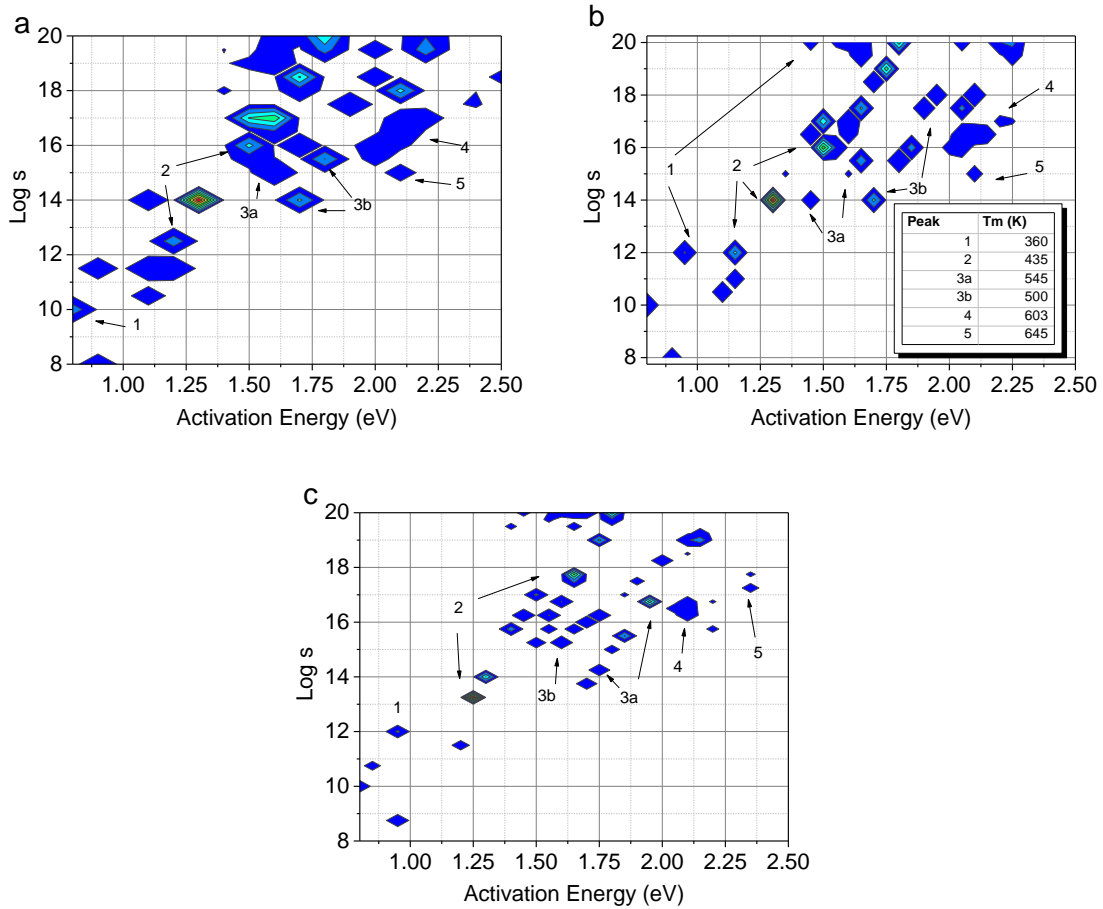 a
20
18
16
14
12
10
8
Log s
1.00 1.25 1.50 1.75 2.00 2.25 2.50
Activation Energy (eV)
1
2
3a
3b
4
5
b
20
18
16
14
12
10
8
Log s
1.00 1.25 1.50 1.75 2.00 2.25 2.50
Activation Energy (eV)
1
2
3a
3b
4
5
Peak Tm (K)
1 360
2 435
3a 545
3b 500
4 603
5 645
c
20
18
16
14
12
10
8
Log s
1.00 1.25 1.50 1.75 2.00 2.25 2.50
Activation Energy (eV)
1
2
3b
3a
4
5